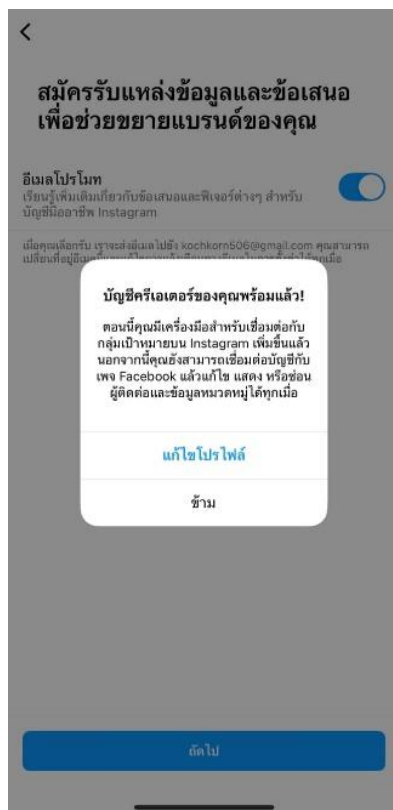 สมัครรับแหล่งข้อมูลและข้อเสนอ
เพื่อช่วยขยายแบรนด์ของคุณ
อีเมลโปรโมท
เรียนรู้เพิ่มเติมเกี่ยวกับข้อเสนอและฟีเจอร์ต่างๆ สำหรับ
บัญชีมืออาชีพ Instagram
เมื่อคุณเลือกรับ เราจะส่งอีเมลไปยัง kochkorn506@gmail.com คุณสามารถ
เปลี่ยนที่อยู่อีเมล
บัญชีครีเอเตอร์ของคุณพร้อมแล้ว!
ตอนนี้คุณมีเครื่องมือสำหรับเชื่อมต่อกับ
กลุ่มเป้าหมายบน Instagram เพิ่มขึ้นแล้ว
นอกจากนี้คุณยังสามารถเชื่อมต่อบัญชีกับ
เพจ Facebook แล้วแก้ไข แสดง หรือซ่อน
ผู้ติดต่อและข้อมูลหมวดหมู่ได้ทุกเมื่อ
แก้ไขโปรไฟล์
ข้าม
ถัดไป